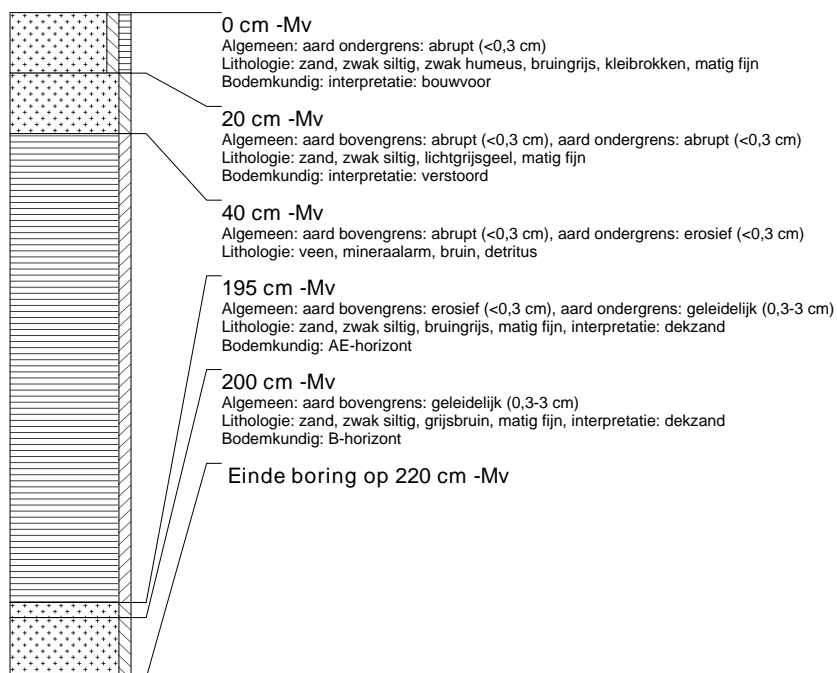 0 cm -Mv
Algemeen: aard ondergrens: abrupt (<0,3 cm)
Lithologie: zand, zwak siltig, zwak humeus, bruingrijs, kleibrokken, matig fijn
Bodemkundig: interpretatie: bouwvoor
20 cm -Mv
Algemeen: aard bovengrens: abrupt (<0,3 cm), aard ondergrens: abrupt (<0,3 cm)
Lithologie: zand, zwak siltig, lichtgrijsgeel, matig fijn
Bodemkundig: interpretatie: verstoord
40 cm -Mv
Algemeen: aard bovengrens: abrupt (<0,3 cm), aard ondergrens: erosief (<0,3 cm)
Lithologie: veen, mineraalarm, bruin, detritus
195 cm -Mv
Algemeen: aard bovengrens: erosief (<0,3 cm), aard ondergrens: geleidelijk (0,3-3 cm)
Lithologie: zand, zwak siltig, bruingrijs, matig fijn, interpretatie: dekzand
Bodemkundig: AE-horizont
200 cm -Mv
Algemeen: aard bovengrens: geleidelijk (0,3-3 cm)
Lithologie: zand, zwak siltig, grijsbruin, matig fijn, interpretatie: dekzand
Bodemkundig: B-horizont
Einde boring op 220 cm -Mv